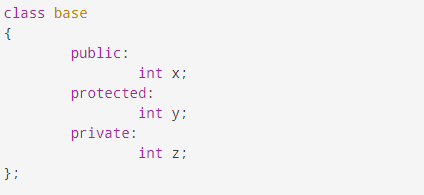 class base
{
        public:
                int x;
        protected:
                int y;
        private:
                int z;
};